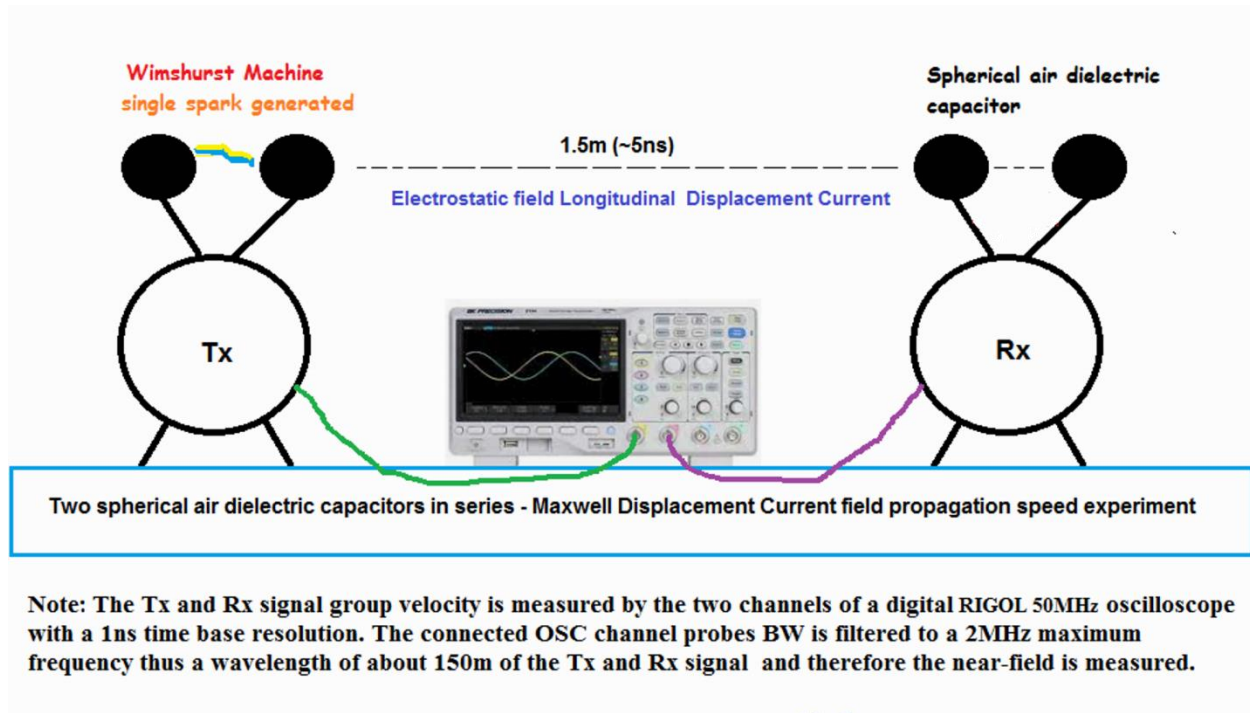 Wimshurst Machine
single spark generated
Spherical air dielectric
capacitor
1.5m (~5ns)
Electrostatic field Longitudinal Displacement Current
BK PRECISION
Tx
Rx
Two spherical air dielectric capacitors in series - Maxwell Displacement Current field propagation speed experiment
Note: The Tx and Rx signal group velocity is measured by the two channels of a digital RIGOL 50MHz oscilloscope
with a 1ns time base resolution. The connected OSC channel probes BW is filtered to a 2MHz maximum
frequency thus a wavelength of about 150m of the Tx and Rx signal and therefore the near-field is measured.